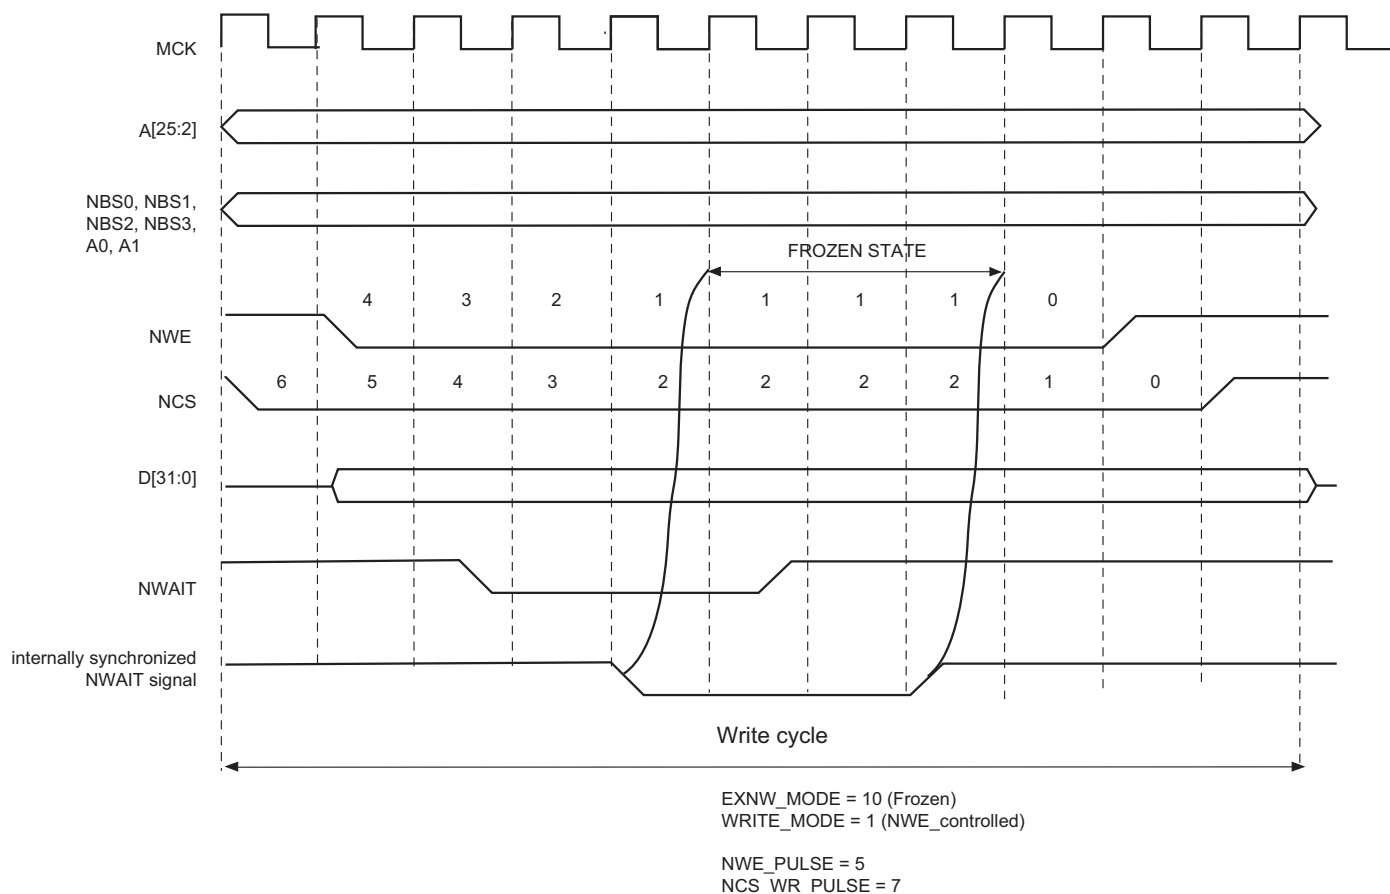 MCK
A[25:2]
NBS0, NBS1,
NBS2, NBS3,
A0, A1
FROZEN STATE
4 3 2 1 1 1 1 0
NWE
6 5 4 3 2 2 2 2 1 0
NCS
D[31:0]
NWAIT
internally synchronized
NWAIT signal
Write cycle
EXNW_MODE = 10 (Frozen)
WRITE_MODE = 1 (NWE_controlled)
NWE_PULSE = 5
NCS_WR_PULSE = 7